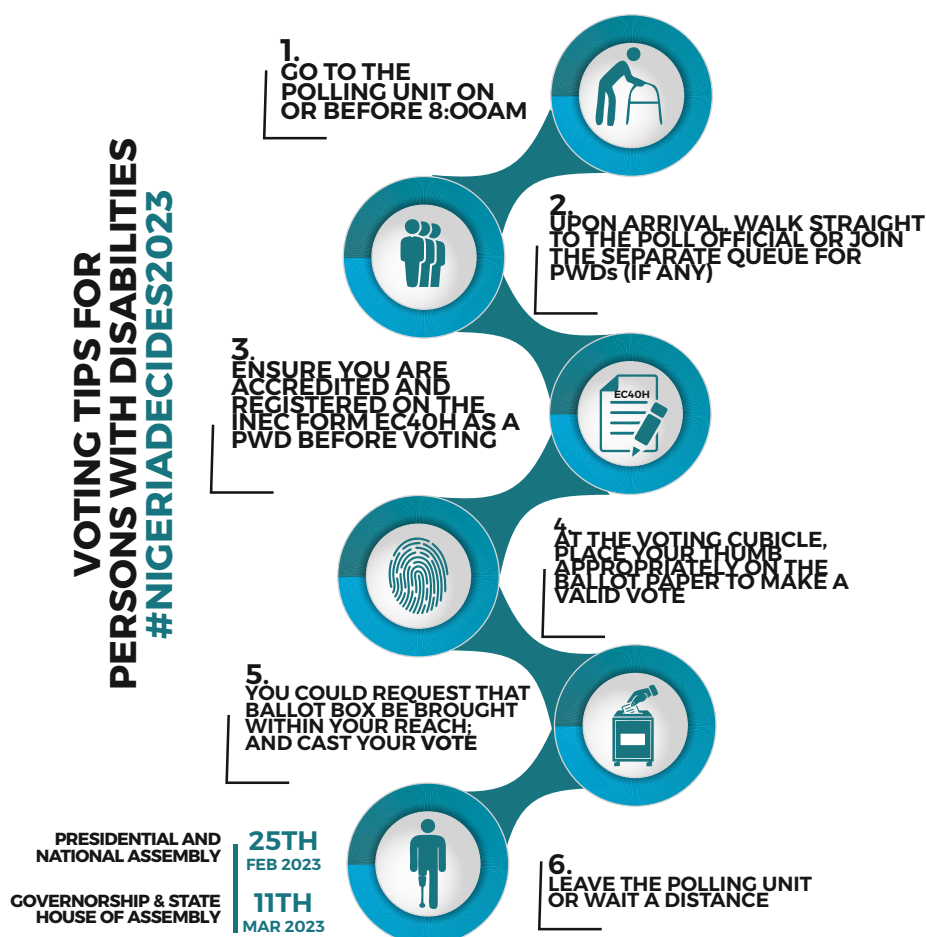 VOTING TIPS FOR
PERSONS WITH DISABILITIES
#NIGERIADECIDES2023
1.
GO TO THE
POLLING UNIT ON
OR BEFORE 8:00AM
2.
UPON ARRIVAL, WALK STRAIGHT
TO THE POLL OFFICIAL OR JOIN
THE SEPARATE QUEUE FOR
PWDs (IF ANY)
3.
ENSURE YOU ARE
ACCREDITED AND
REGISTERED ON THE
INEC FORM EC40H AS A
PWD BEFORE VOTING
EC40H
4.
AT THE VOTING CUBICLE,
PLACE YOUR THUMB
APPROPRIATELY ON THE
BALLOT PAPER TO MAKE A
VALID VOTE
5.
YOU COULD REQUEST THAT
BALLOT BOX BE BROUGHT
WITHIN YOUR REACH;
AND CAST YOUR VOTE
6.
LEAVE THE POLLING UNIT
OR WAIT A DISTANCE
PRESIDENTIAL AND
NATIONAL ASSEMBLY
25TH
FEB 2023
GOVERNORSHIP & STATE
HOUSE OF ASSEMBLY
11TH
MAR 2023